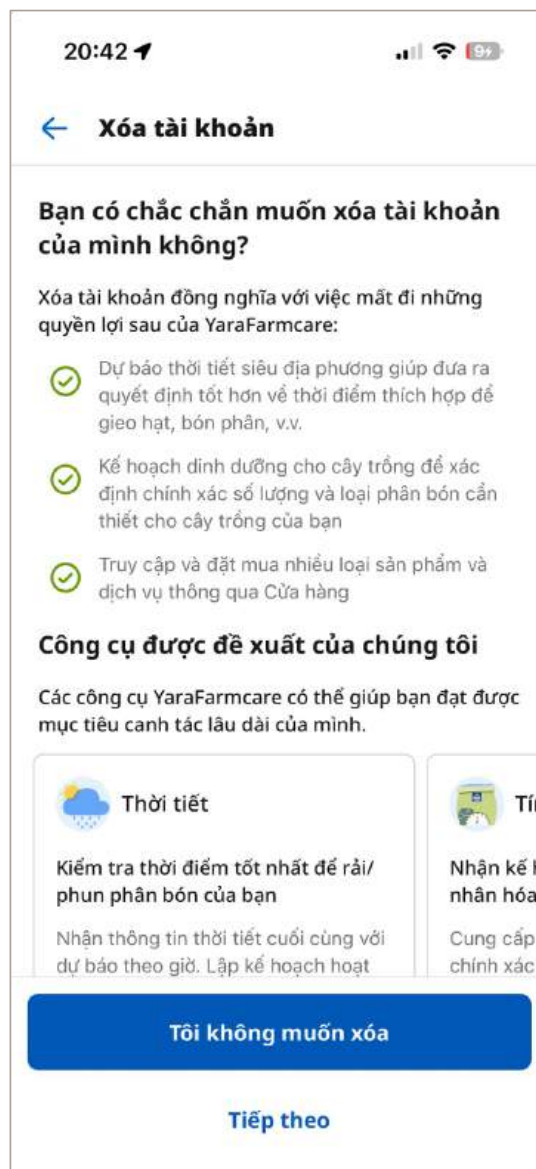 20:42
9
Xóa tài khoản
Bạn có chắc chắn muốn xóa tài khoản
của mình không?
Xóa tài khoản đồng nghĩa với việc mất đi những
quyền lợi sau của YaraFarmcare:
Dự báo thời tiết siêu địa phương giúp đưa ra
quyết định tốt hơn về thời điểm thích hợp để
gieo hạt, bón phân, v.v.
Kế hoạch dinh dưỡng cho cây trồng để xác
định chính xác số lượng và loại phân bón cần
thiết cho cây trồng của bạn
Truy cập và đặt mua nhiều loại sản phẩm và
dịch vụ thông qua Cửa hàng
Công cụ được đề xuất của chúng tôi
Các công cụ YaraFarmcare có thể giúp bạn đạt được
mục tiêu canh tác lâu dài của mình.
Thời tiết
Kiểm tra thời điểm tốt nhất để rải/
phun phân bón của bạn
Nhận thông tin thời tiết cuối cùng với
dự báo theo giờ. Lập kế hoạch hoạt
Nhận kế
nhân hóa
Cung cấp
chính xác
Tôi không muốn xóa
Tiếp theo